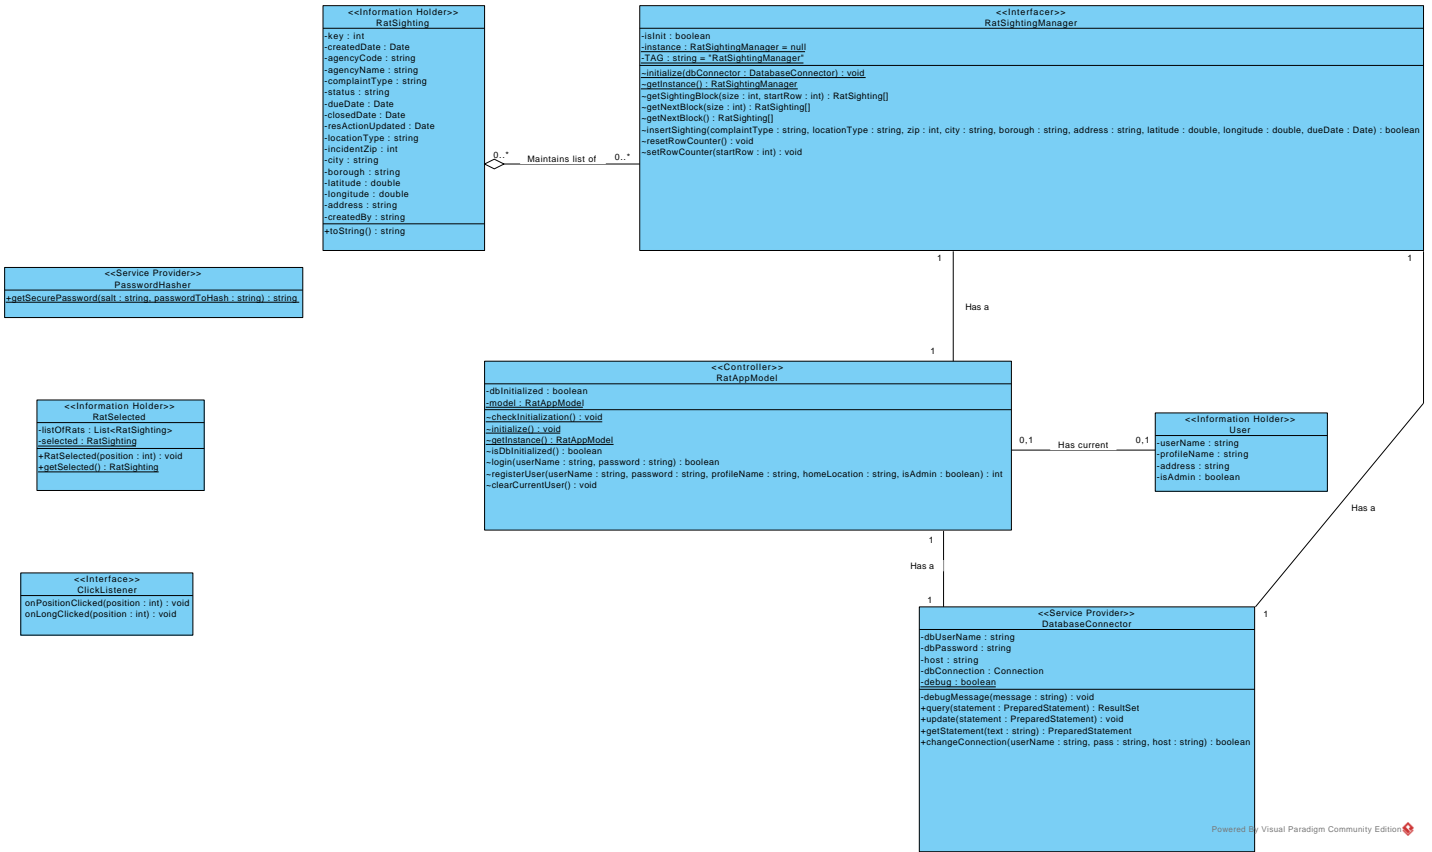 <<Information Holder>>
RatSighting
-key : int
-createdDate : Date
-agencyCode : string
-agencyName : string
-complaintType : string
-status : string
-dueDate : Date
-closedDate : Date
-resActionUpdated : Date
-locationType : string
-incidentZip : int
-city : string
-borough : string
-latitude : double
-longitude : double
-address : string
-createdBy : string
+toString() : string
0..*
Maintains list of
0..*
<<Interfacer>>
RatSightingManager
-isInit : boolean
-instance : RatSightingManager = null
-TAG : string = "RatSightingManager"
~initialize(dbConnector : DatabaseConnector) : void
~getInstance() : RatSightingManager
~getSightingBlock(size : int, startRow : int) : RatSighting[]
~getNextBlock(size : int) : RatSighting[]
~getNextBlock() : RatSighting[]
~insertSighting(complaintType : string, locationType : string, zip : int, city : string, borough : string, address : string, latitude : double, longitude : double, dueDate : Date) : boolean
~resetRowCounter() : void
~setRowCounter(startRow : int) : void
1
1
<<Service Provider>>
PasswordHasher
+getSecurePassword(salt : string, passwordToHash : string) : string
Has a
1
<<Controller>>
RatAppModel
-dbInitialized : boolean
-model : RatAppModel
~checkInitialization() : void
~initialize() : void
~getInstance() : RatAppModel
~isDbInitialized() : boolean
~login(userName : string, password : string) : boolean
~registerUser(userName : string, password : string, profileName : string, homeLocation : string, isAdmin : boolean) : int
~clearCurrentUser() : void
<<Information Holder>>
RatSelected
-listOfRats : List<RatSighting>
-selected : RatSighting
+RatSelected(position : int) : void
+getSelected() : RatSighting
0,1
Has current
0,1
<<Information Holder>>
User
-userName : string
-profileName : string
-address : string
-isAdmin : boolean
Has a
1
Has a
1
<<Interface>>
ClickListener
onPositionClicked(position : int) : void
onLongClicked(position : int) : void
1
<<Service Provider>>
DatabaseConnector
-dbUserName : string
-dbPassword : string
-host : string
-dbConnection : Connection
-debug : boolean
-debugMessage(message : string) : void
+query(statement : PreparedStatement) : ResultSet
+update(statement : PreparedStatement) : void
+getStatement(text : string) : PreparedStatement
+changeConnection(userName : string, pass : string, host : string) : boolean
Powered By Visual Paradigm Community Edition